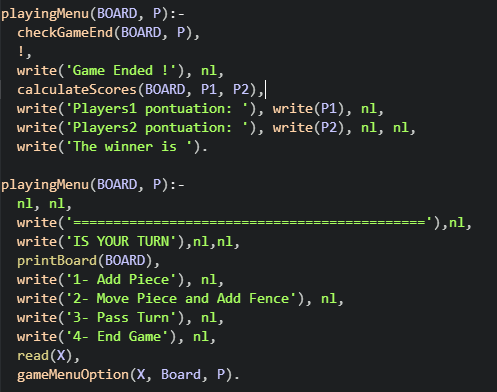 playingMenu(BOARD, P):-
  checkGameEnd(BOARD, P),
  !,
  write('Game Ended !'), nl,
  calculateScores(BOARD, P1, P2),
  write('Players1 pontuation: '), write(P1), nl,
  write('Players2 pontuation: '), write(P2), nl, nl,
  write('The winner is ').

playingMenu(BOARD, P):-
  nl, nl,
  write('============================================'),nl,
  write('IS YOUR TURN'),nl,nl,
  printBoard(BOARD),
  write('1- Add Piece'), nl,
  write('2- Move Piece and Add Fence'), nl,
  write('3- Pass Turn'), nl,
  write('4- End Game'), nl,
  read(X),
  gameMenuOption(X, Board, P).